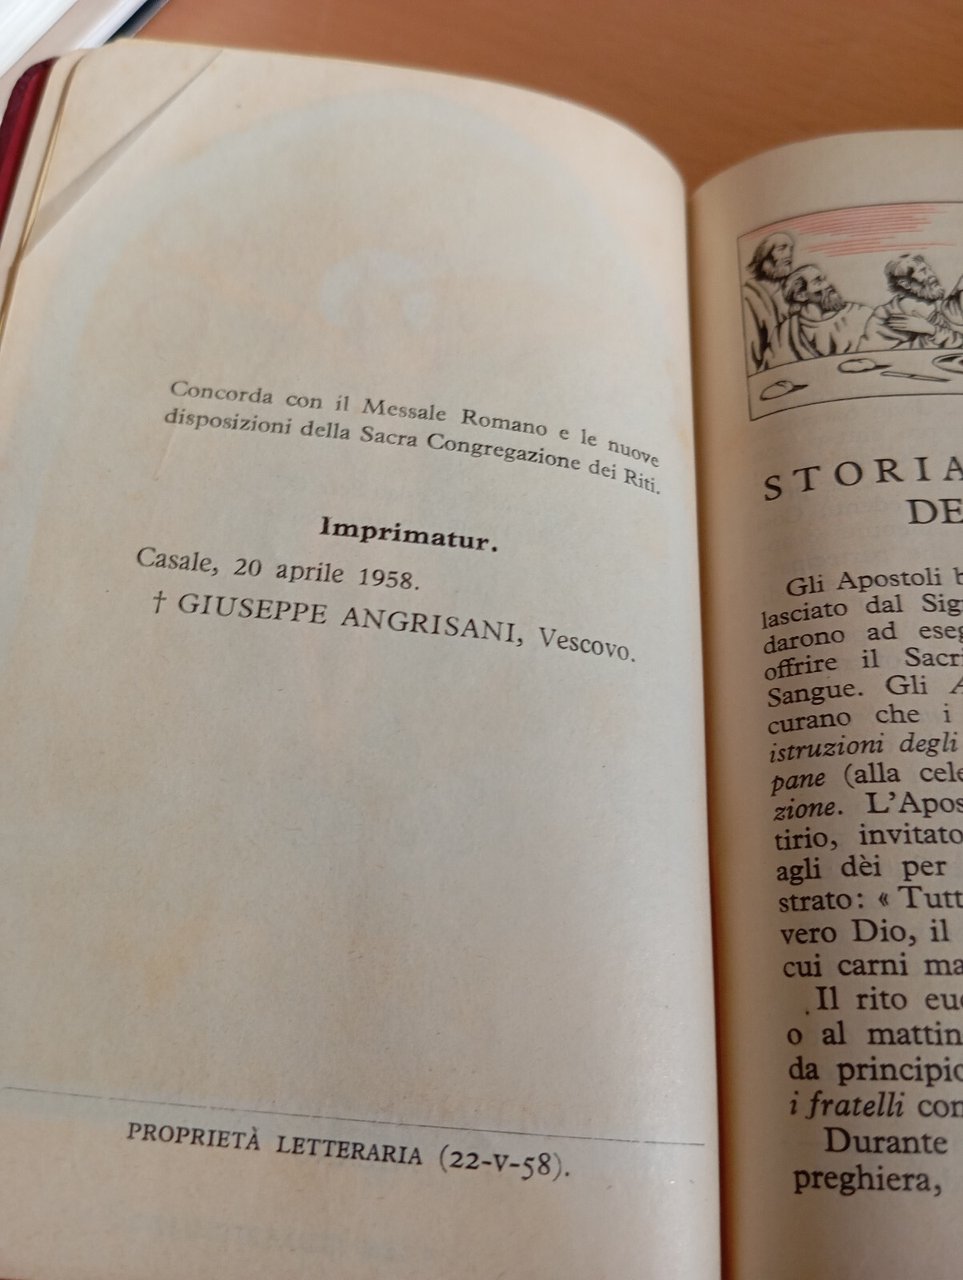 Concorda con il Messale Romano e le nuove
disposizioni della Sacra Congregazione dei Riti.
Imprimatur.
Casale, 20 aprile 1958.
† GIUSEPPE ANGRISANI, Vescovo.
PROPRIETÀ LETTERARIA (22-V-58).
STORIA
DE
Gli Apostoli b
lasciato dal Sig
darono ad eseg
offrire il Sacri
Sangue. Gli A
curano che i
istruzioni degli
pane (alla cele
zione. L'Apos
tirio, invitato
agli dèi per
strato: « Tutt
vero Dio, il
cui carni ma
Il rito euc
o al mattin
da principio
i fratelli con
Durante
preghiera,